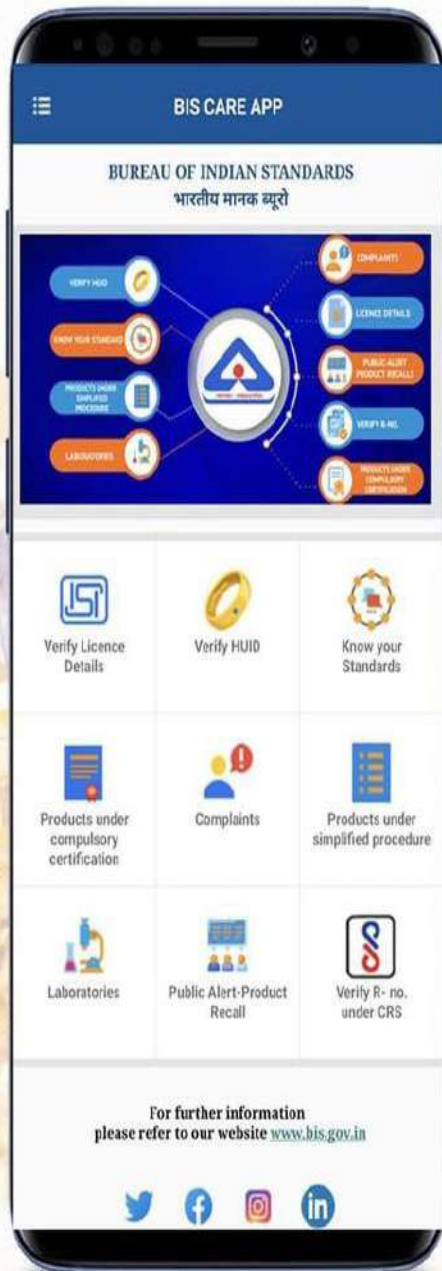 BIS CARE APP
BUREAU OF INDIAN STANDARDS
भारतीय मानक ब्यूरो
VERIFY HUID
KNOW YOUR STANDARD
PRODUCTS UNDER
SIMPLIFIED
PROCEDURE
LABORATORIES
COMPLAINTS
LICENCE DETAILS
PUBLIC-ALERT
PRODUCT RECALL
VERIFY R-NO.
PRODUCTS UNDER
COMPULSORY
CERTIFICATION
ISI
Verify Licence
Details
Verify HUID
Know your
Standards
Products under
compulsory
certification
Complaints
Products under
simplified procedure
Laboratories
Public Alert-Product
Recall
Verify R- no.
under CRS
For further information
please refer to our website www.bis.gov.in
in